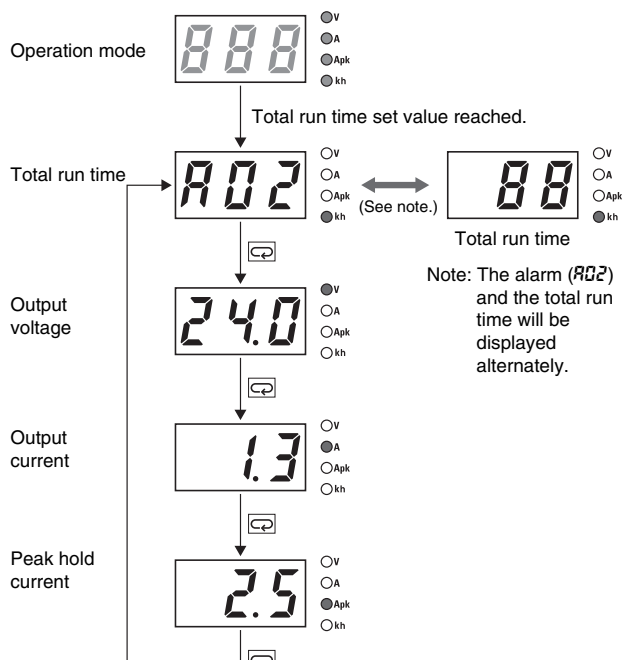 Operation mode
888
V
A
Apk
kh
Total run time set value reached.
Total run time
A02
V
A
Apk
kh
(See note.)
88
V
A
Apk
kh
Total run time
Note: The alarm (A02)
and the total run
time will be
displayed
alternately.
Output
voltage
24.0
V
A
Apk
kh
Output
current
1.3
V
A
Apk
kh
Peak hold
current
2.5
V
A
Apk
kh